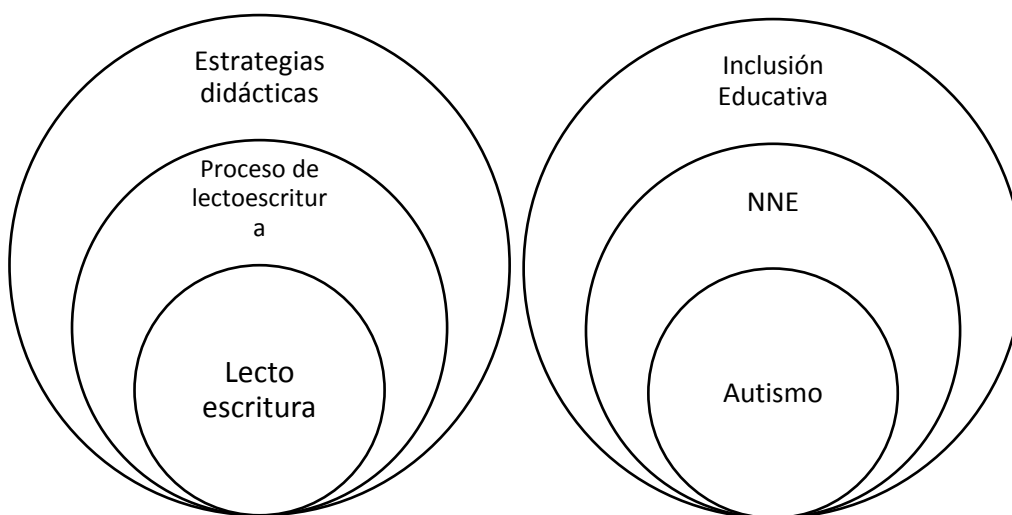 Estrategias
didácticas
Proceso de
lectoescritur
a
Lecto
escritura
Inclusión
Educativa
NNE
Autismo